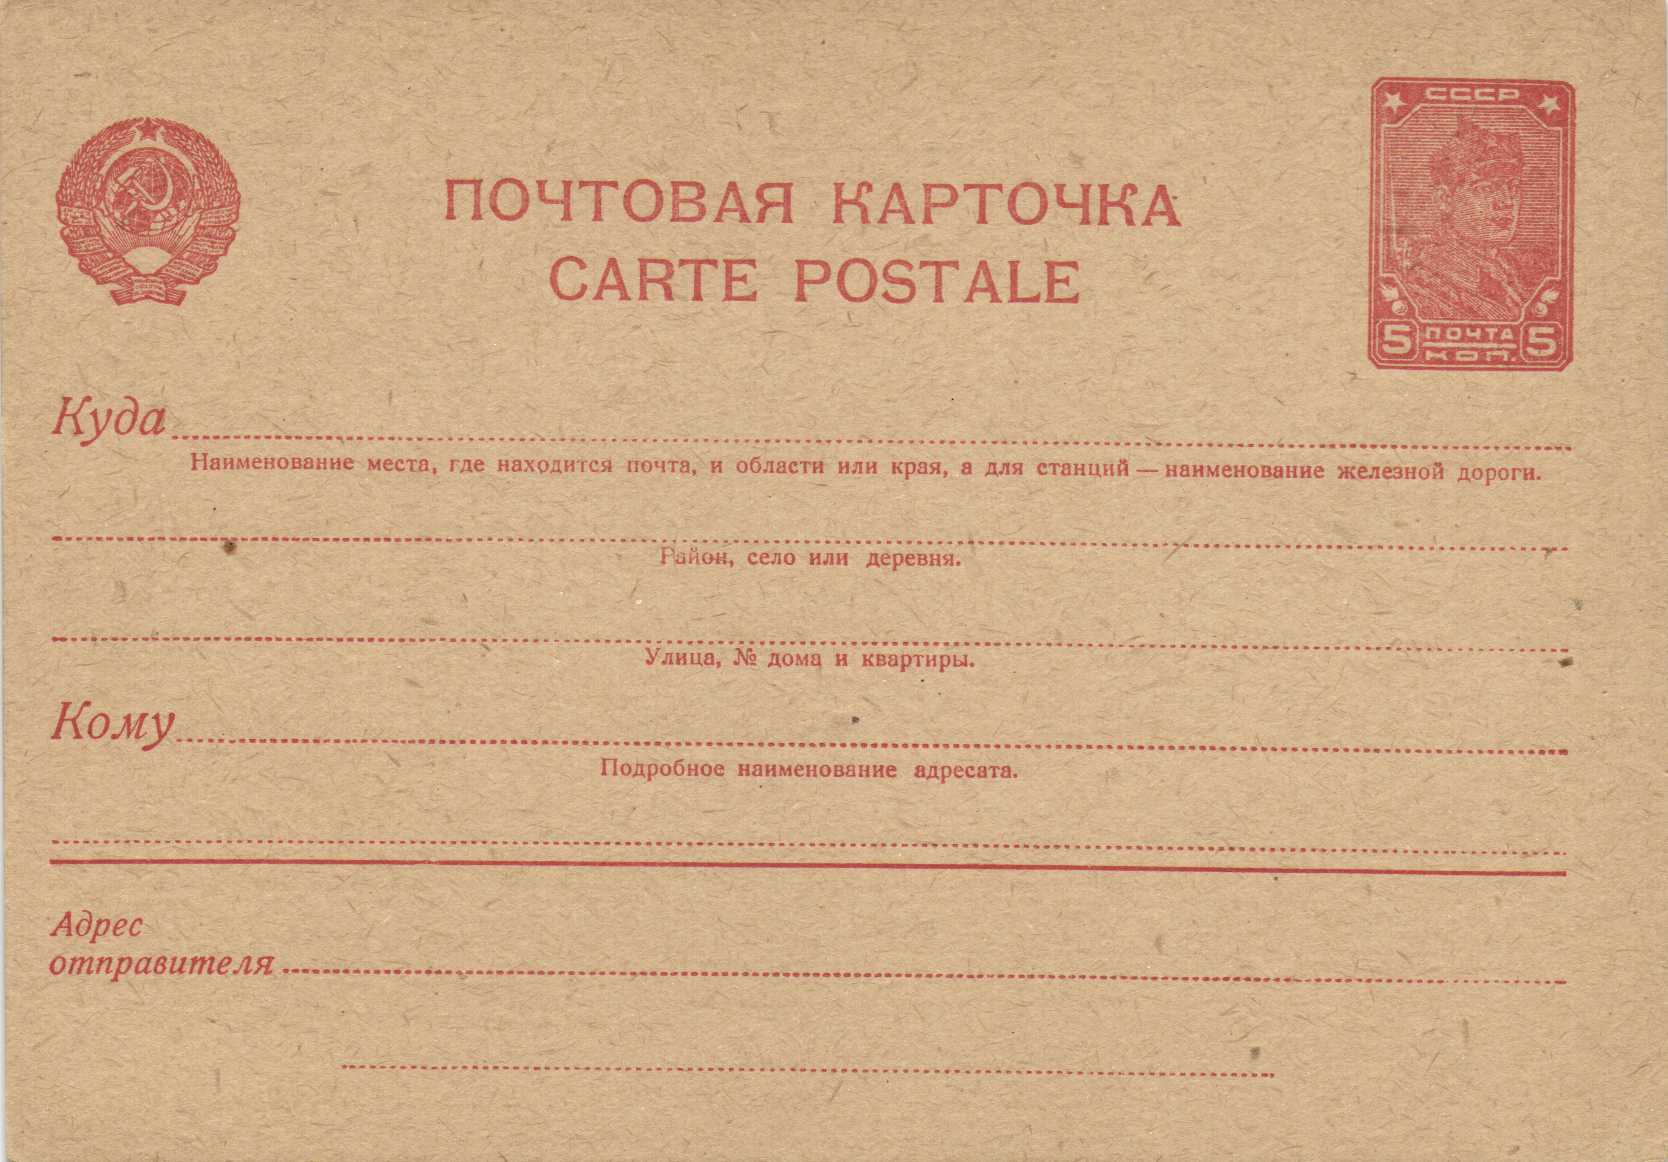 СССР
ПОЧТОВАЯ КАРТОЧКА
CARTE POSTALE
5 ПОЧТА 5
КОП.
Куда
Наименование места, где находится почта, и области или края, а для станций — наименование железной дороги.
Район, село или деревня.
Улица, № дома и квартиры.
Кому
Подробное наименование адресата.
Адрес
отправителя